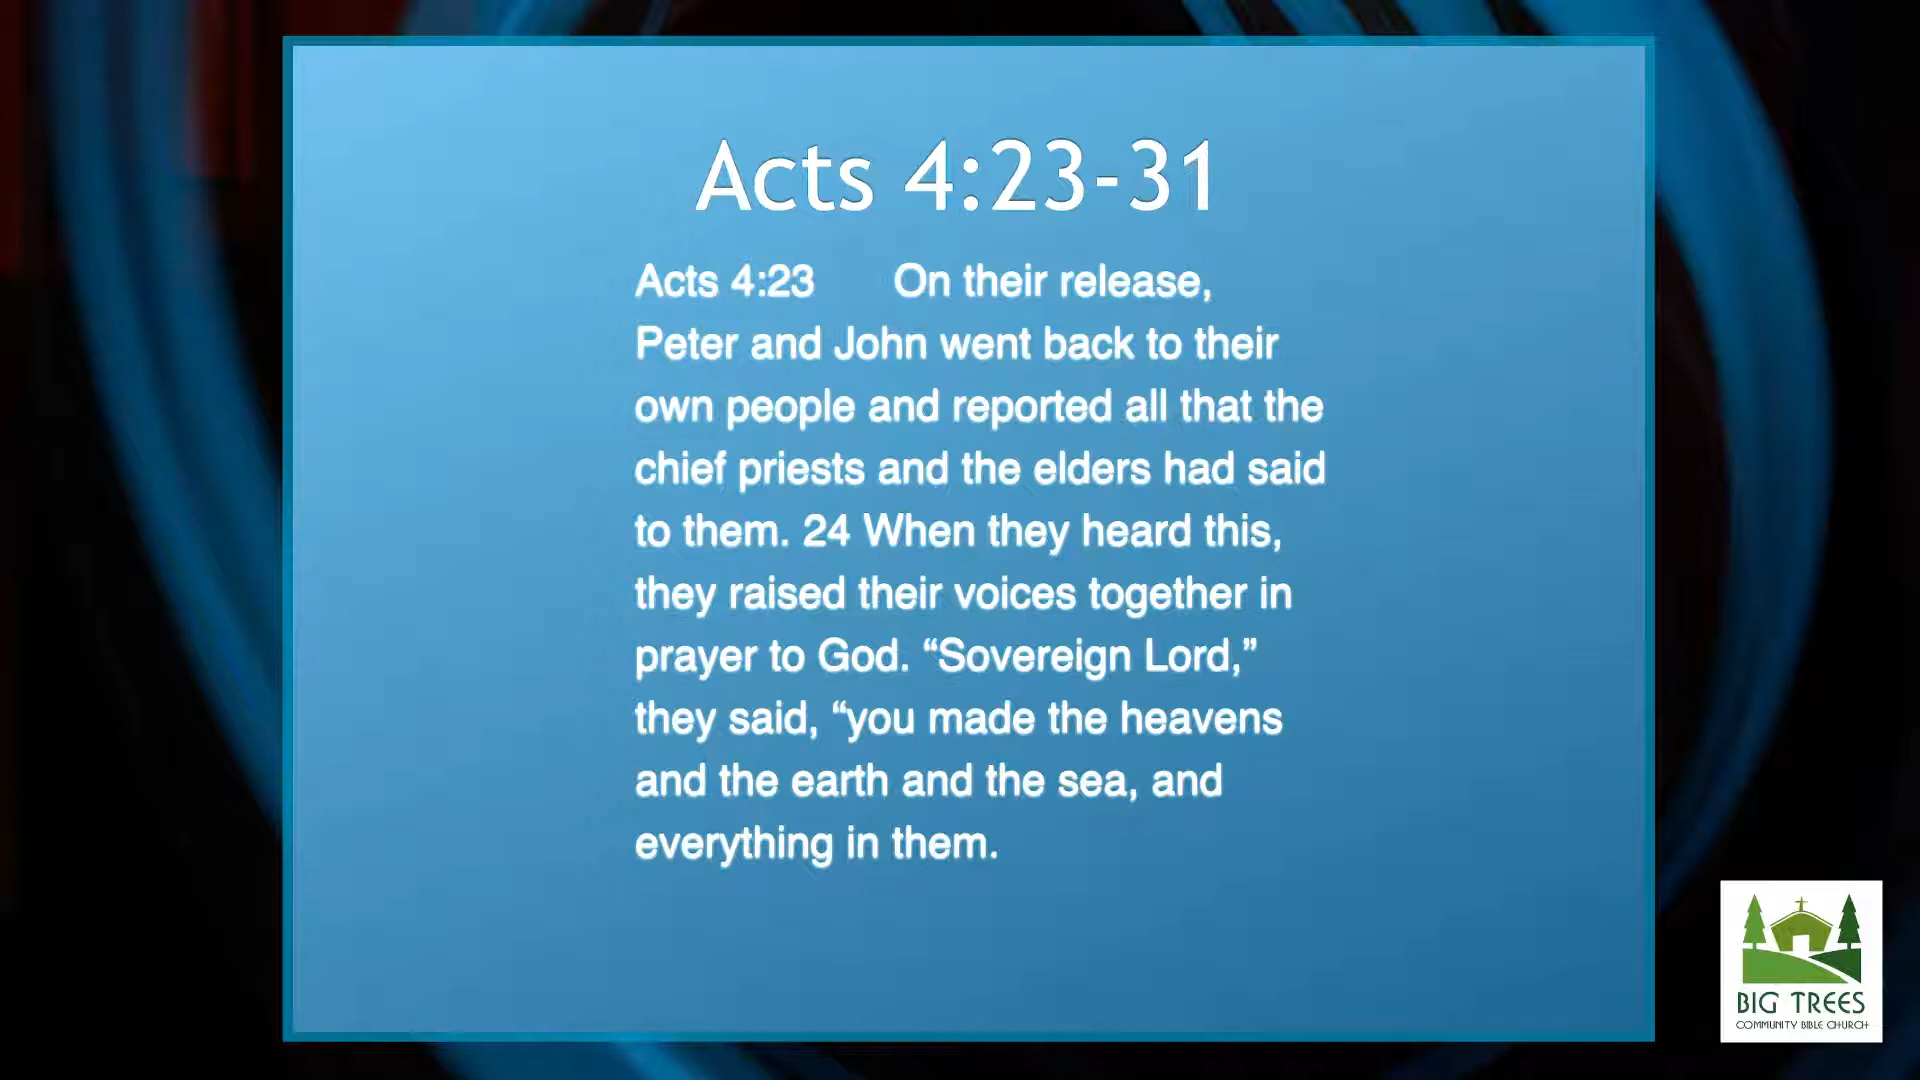 Acts 4:23-31
Acts 4:23 On their release,
Peter and John went back to their
own people and reported all that the
chief priests and the elders had said
to them. 24 When they heard this,
they raised their voices together in
prayer to God. “Sovereign Lord,”
they said, “you made the heavens
and the earth and the sea, and
everything in them.
BIG TREES
COMMUNITY BIBLE CHURCH